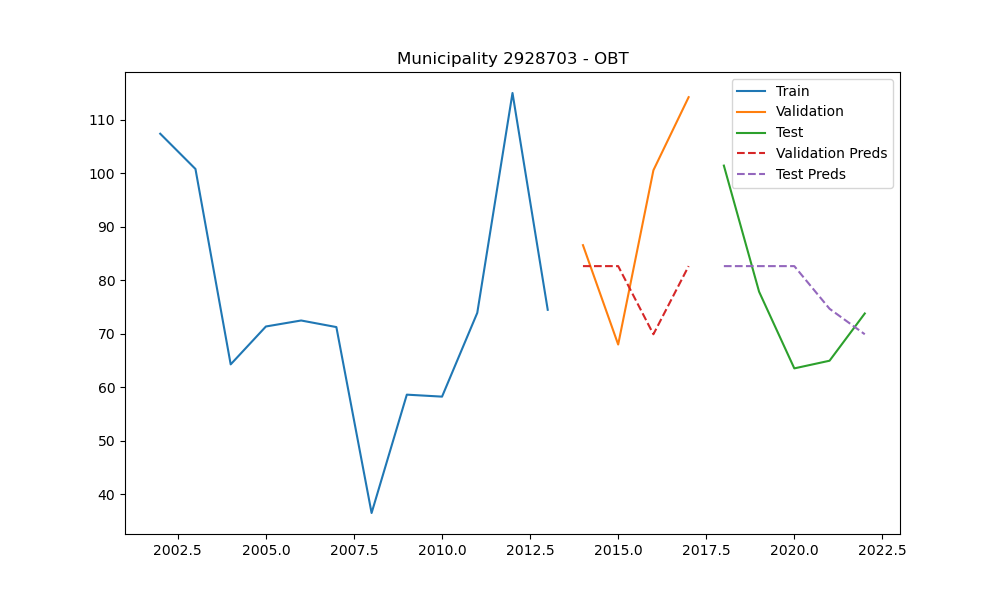 Municipality 2928703 - OBT
Train
Validation
Test
Validation Preds
Test Preds
110
100
90
80
70
60
50
40
2002.5 2005.0 2007.5 2010.0 2012.5 2015.0 2017.5 2020.0 2022.5